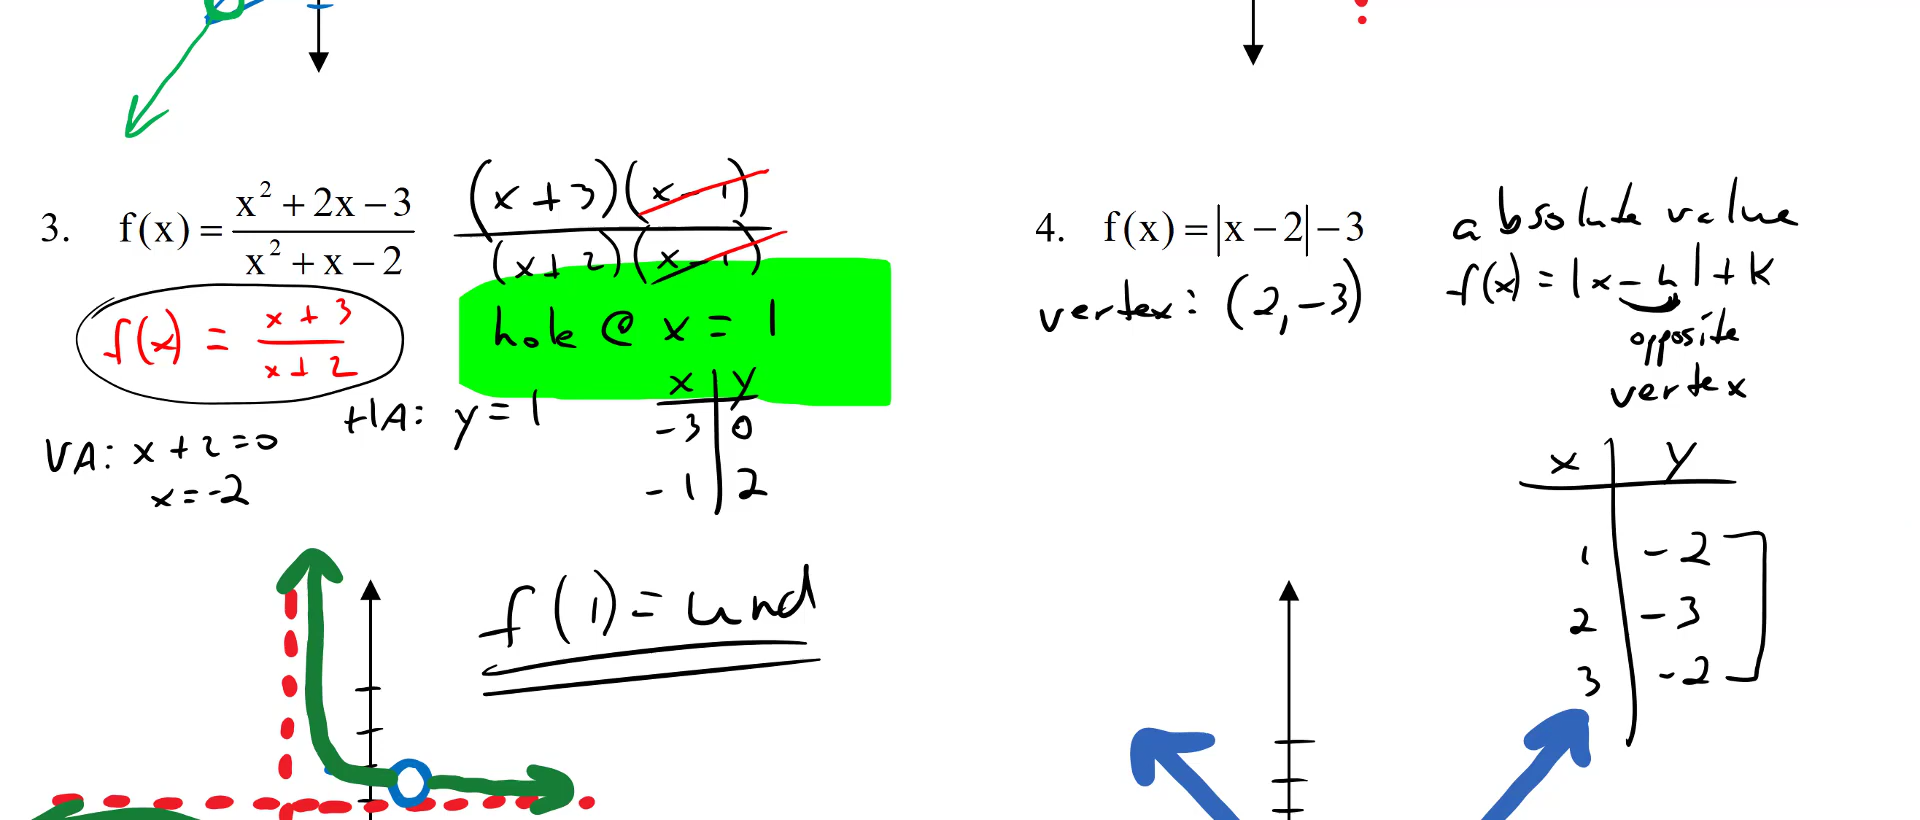 3. f(x) = (x² + 2x − 3)/(x² + x − 2)
(x + 3)(x − 1)
(x + 2)(x − 1)
f(x) = (x + 3)/(x + 2)
hole @ x = 1
HA: y = 1
VA: x + 2 = 0
x = -2
x | y
-3 | 0
-1 | 2
f(1) = und
4. f(x) = |x − 2| − 3
vertex: (2, -3)
absolute value
f(x) = |x - h| + k
opposite
vertex
x | y
1 | -2
2 | -3
3 | -2